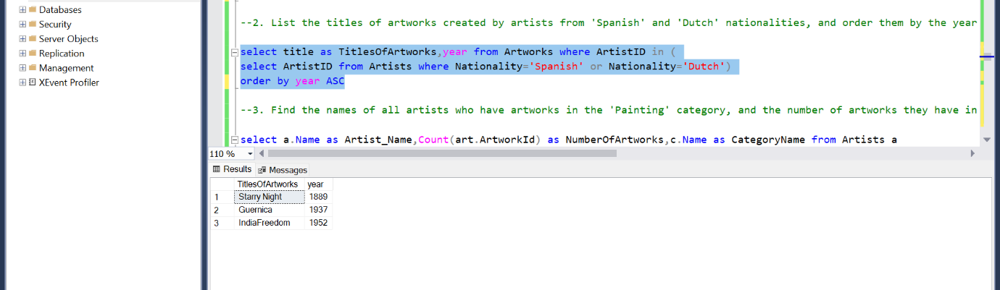 Databases
Security
Server Objects
Replication
Management
XEvent Profiler
--2. List the titles of artworks created by artists from 'Spanish' and 'Dutch' nationalities, and order them by the year
select title as TitlesOfArtworks,year from Artworks where ArtistID in (
select ArtistID from Artists where Nationality='Spanish' or Nationality='Dutch')
order by year ASC
--3. Find the names of all artists who have artworks in the 'Painting' category, and the number of artworks they have in
select a.Name as Artist_Name,Count(art.ArtworkId) as NumberOfArtworks,c.Name as CategoryName from Artists a
110 %
Results Messages
TitlesOfArtworks year
1 Starry Night 1889
2 Guernica 1937
3 IndiaFreedom 1952